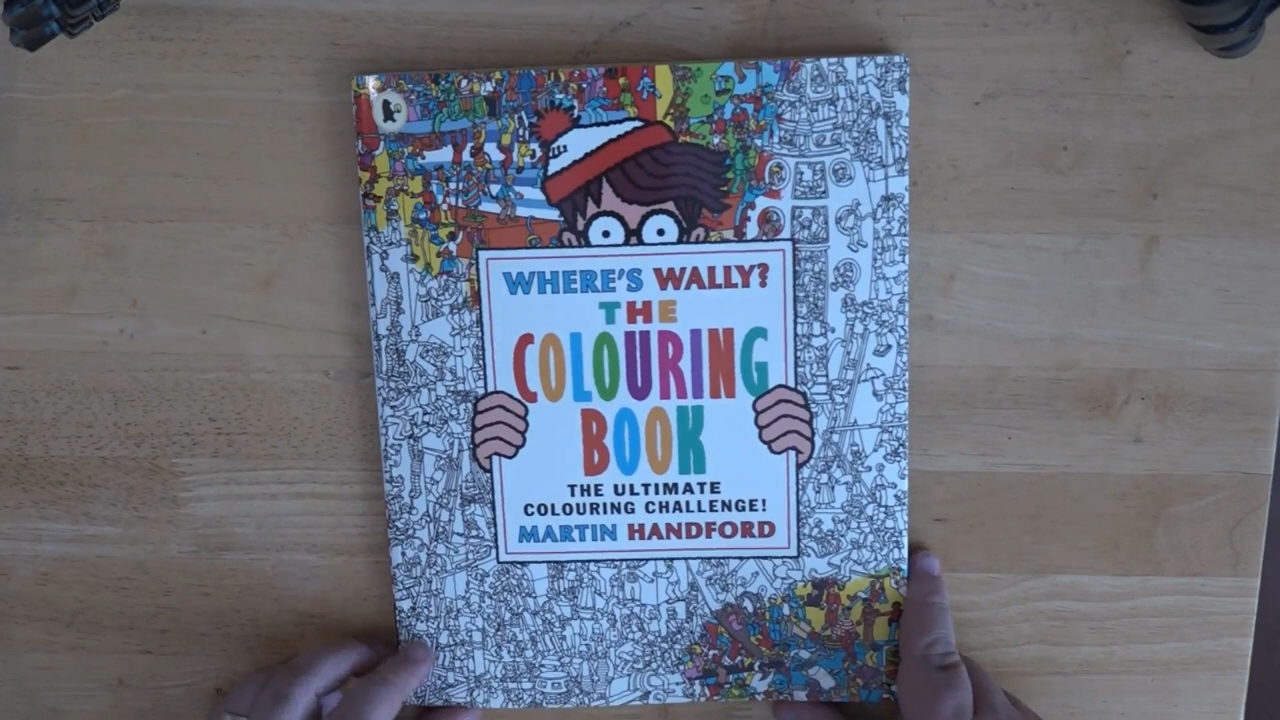 WHERE'S WALLY?
THE
COLOURING
BOOK
THE ULTIMATE
COLOURING CHALLENGE!
MARTIN HANDFORD